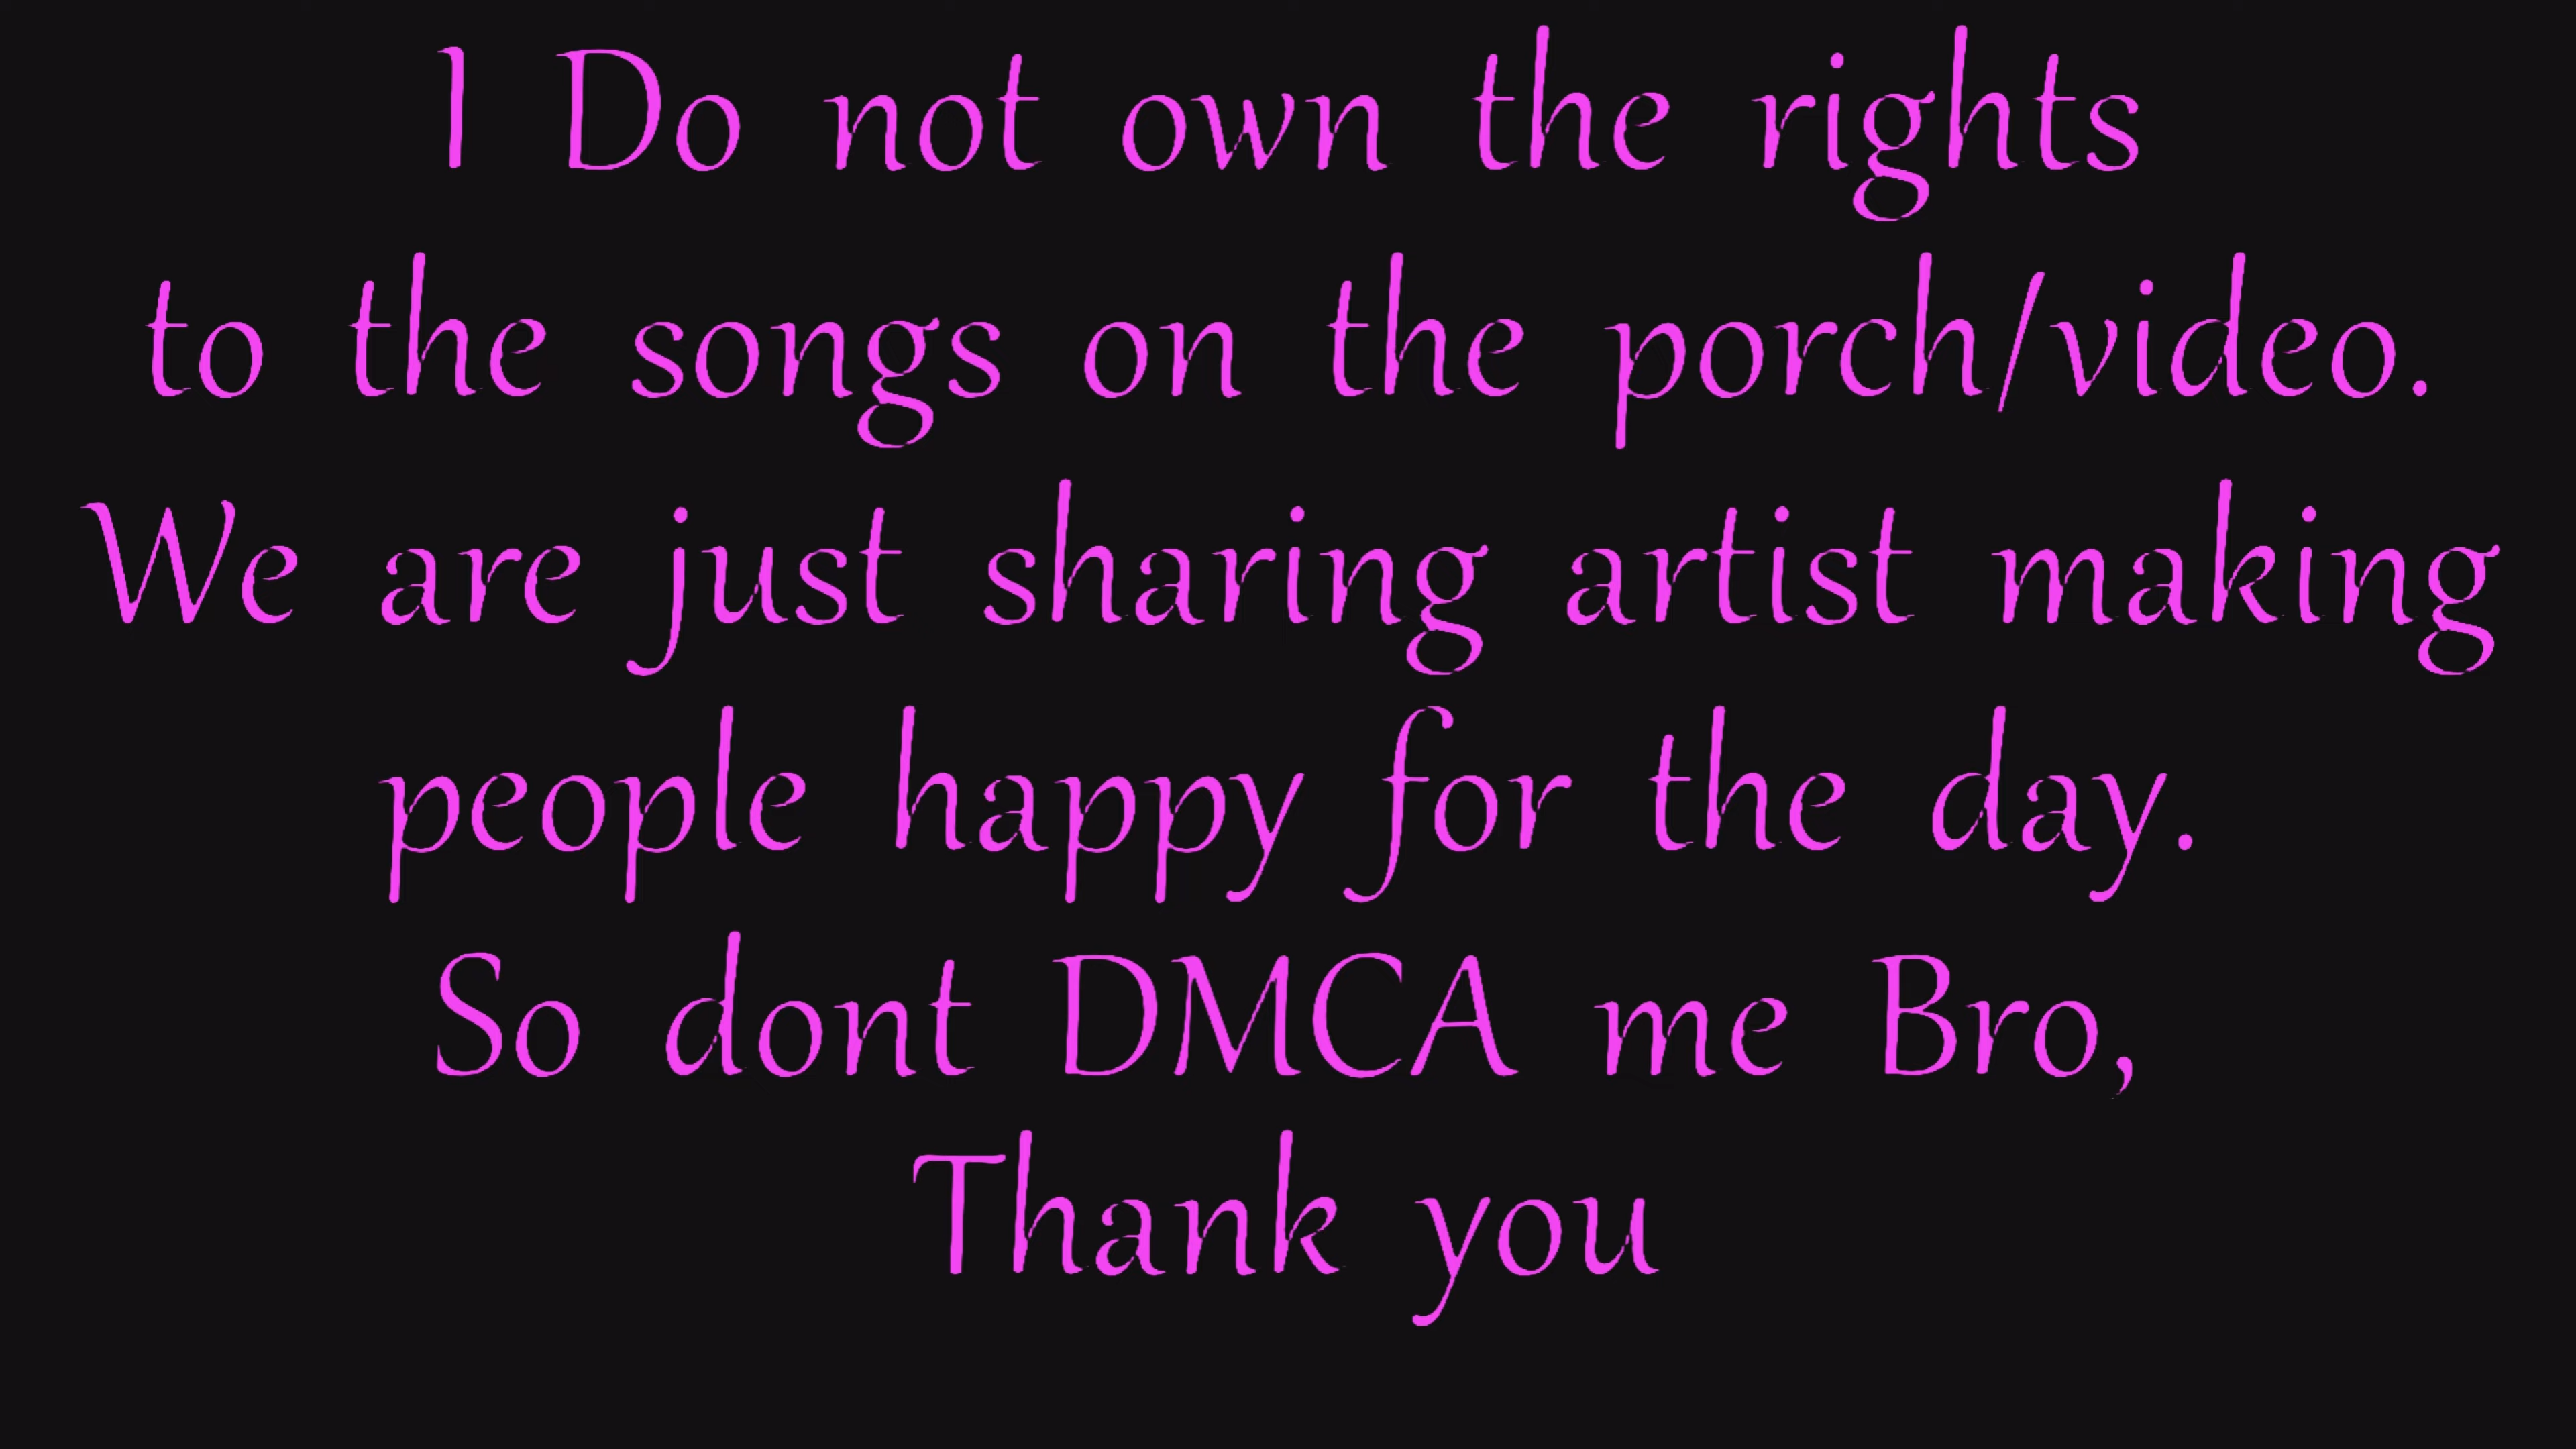 I Do not own the rights
to the songs on the porch/video.
We are just sharing artist making
people happy for the day.
So dont DMCA me Bro,
Thank you